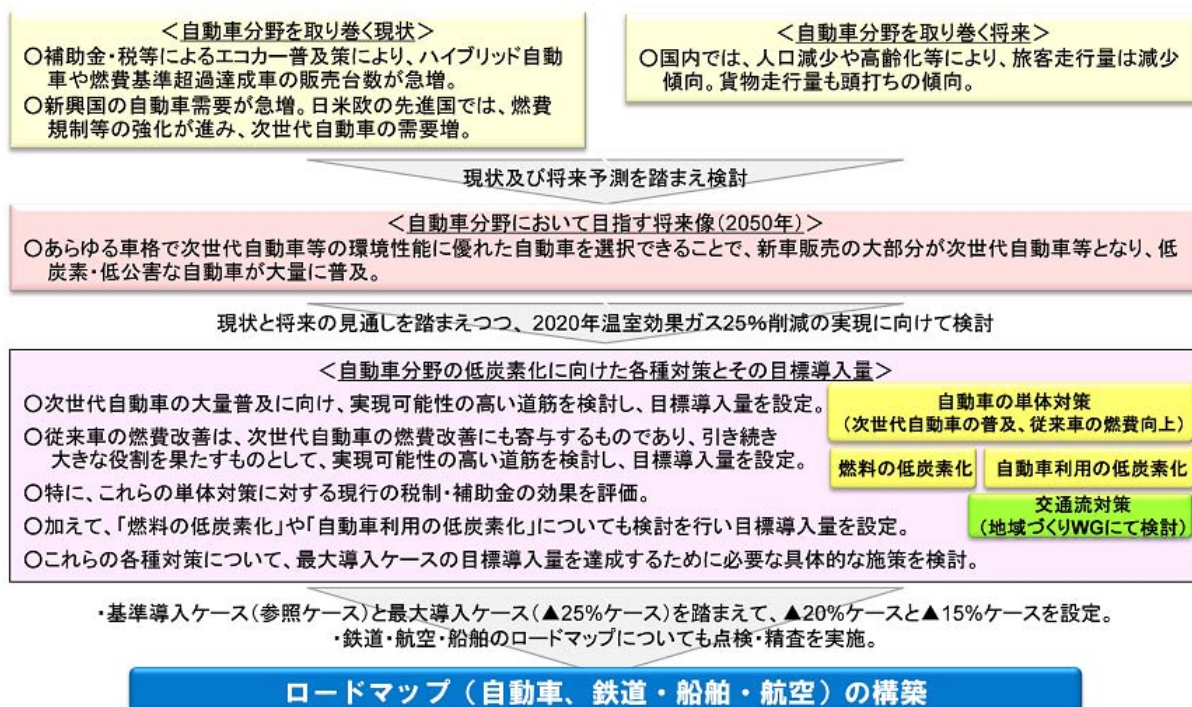 ＜自動車分野を取り巻く現状＞
○補助金・税等によるエコカー普及策により、ハイブリッド自動
車や燃費基準超過達成車の販売台数が急増。
○新興国の自動車需要が急増。日米欧の先進国では、燃費
規制等の強化が進み、次世代自動車の需要増。
＜自動車分野を取り巻く将来＞
○国内では、人口減少や高齢化等により、旅客走行量は減少
傾向。貨物走行量も頭打ちの傾向。
現状及び将来予測を踏まえ検討
＜自動車分野において目指す将来像（2050年）＞
○あらゆる車格で次世代自動車等の環境性能に優れた自動車を選択できることで、新車販売の大部分が次世代自動車等となり、低
炭素・低公害な自動車が大量に普及。
現状と将来の見通しを踏まえつつ、2020年温室効果ガス25％削減の実現に向けて検討
＜自動車分野の低炭素化に向けた各種対策とその目標導入量＞
○次世代自動車の大量普及に向け、実現可能性の高い道筋を検討し、目標導入量を設定。
○従来車の燃費改善は、次世代自動車の燃費改善にも寄与するものであり、引き続き
大きな役割を果たすものとして、実現可能性の高い道筋を検討し、目標導入量を設定。
○特に、これらの単体対策に対する現行の税制・補助金の効果を評価。
○加えて、「燃料の低炭素化」や「自動車利用の低炭素化」についても検討を行い目標導入量を設定。
○これらの各種対策について、最大導入ケースの目標導入量を達成するために必要な具体的な施策を検討。
自動車の単体対策
（次世代自動車の普及、従来車の燃費向上）
燃料の低炭素化
自動車利用の低炭素化
交通流対策
（地域づくりWGにて検討）
・基準導入ケース（参照ケース）と最大導入ケース（▲25％ケース）を踏まえて、▲20％ケースと▲15％ケースを設定。
・鉄道・航空・船舶のロードマップについても点検・精査を実施。
ロードマップ（自動車、鉄道・船舶・航空）の構築